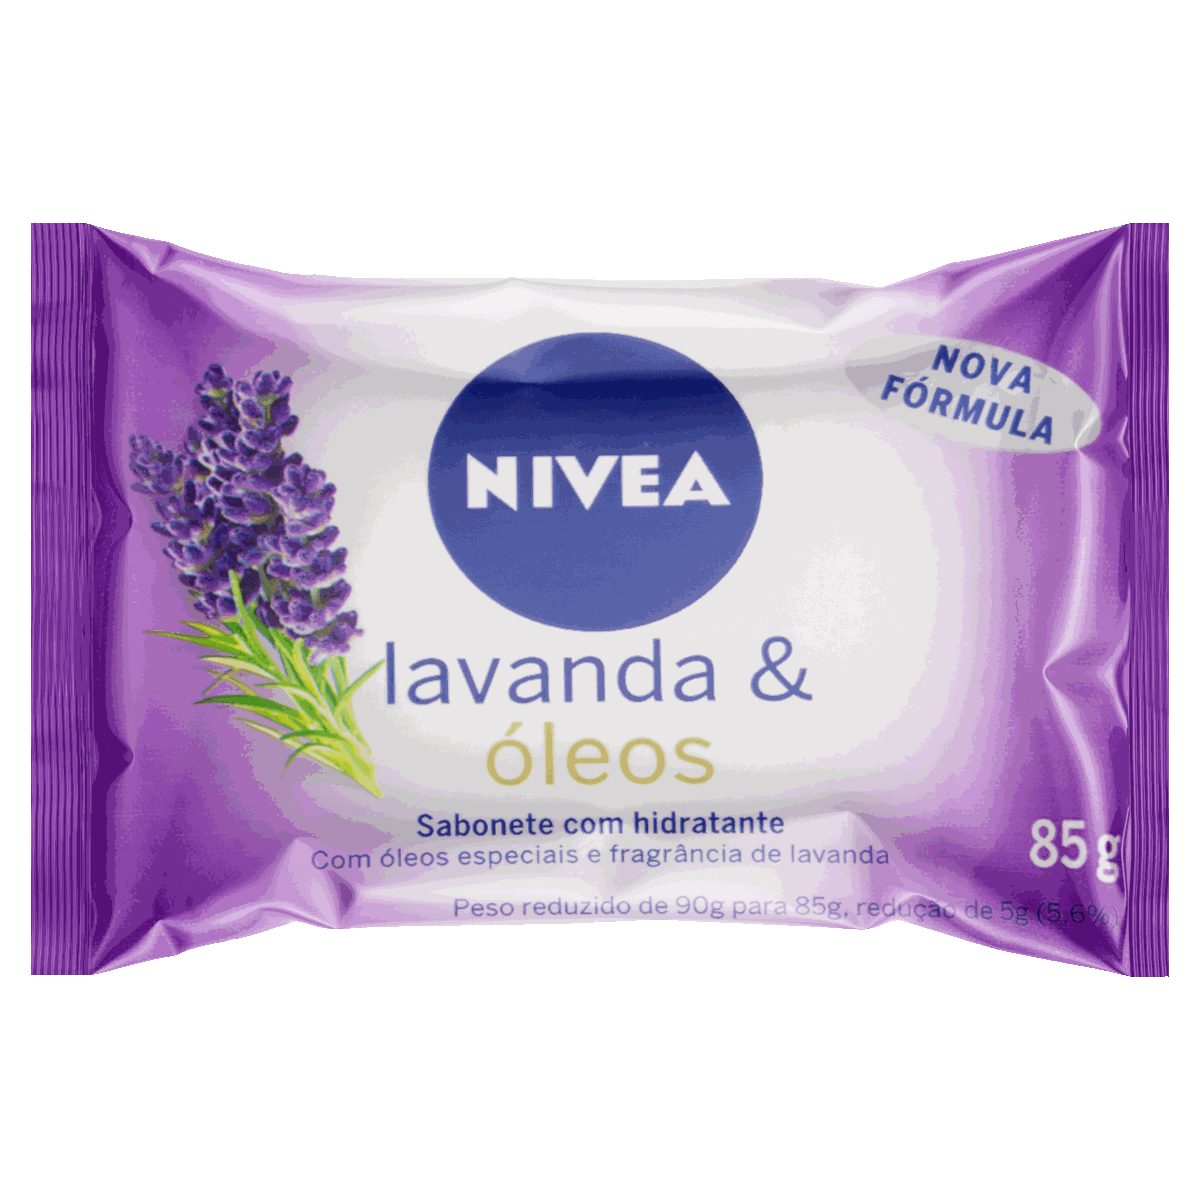 NOVA
FÓRMULA
NIVEA
lavanda &
óleos
Sabonete com hidratante
Com óleos especiais e fragrância de lavanda
85 g
Peso reduzido de 90g para 85g, redução de 5g (5,6%)